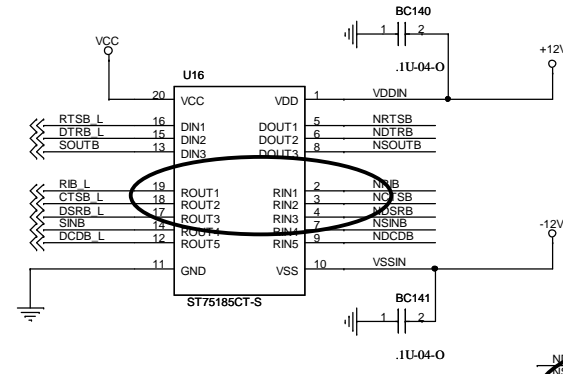 BC140
1 2
.1U-04-O
VCC
+12V
U16
20 VCC VDD 1 VDDIN
RTSB_L 16 DIN1 DOUT1 5 NRTSB
DTRB_L 15 DIN2 DOUT2 6 NDTRB
SOUTB 13 DIN3 DOUT3 8 NSOUTB
RIB_L 19 ROUT1 RIN1 2 NRIB
CTSB_L 18 ROUT2 RIN2 3 NCTSB
DSRB_L 17 ROUT3 RIN3 4 NDSRB
SINB 14 ROUT4 RIN4 7 NSINB
DCDB_L 12 ROUT5 RIN5 9 NDCDB
-12V
11 GND VSS 10 VSSIN
ST75185CT-S
BC141
1 2
.1U-04-O